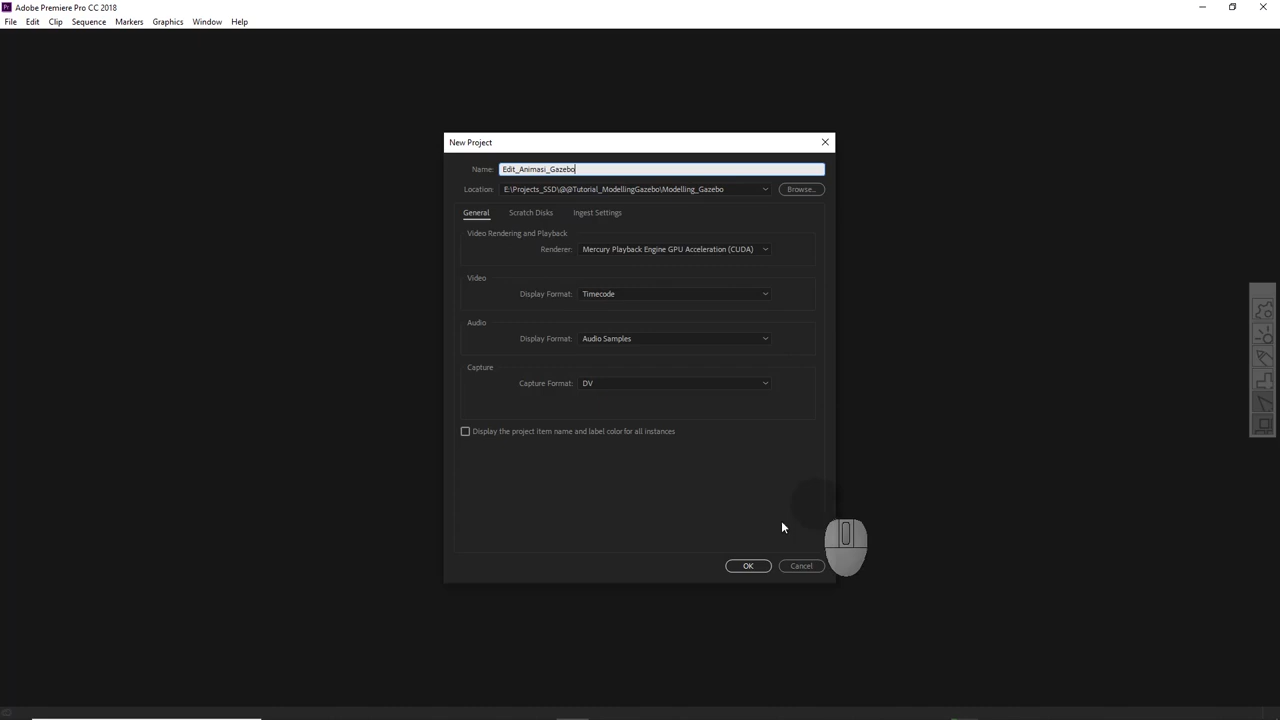 Adobe Premiere Pro CC 2018
File Edit Clip Sequence Markers Graphics Window Help
New Project
Name: Edit_Animasi_Gazebo
Location: E:\Projects_SSD\@@Tutorial_ModellingGazebo\Modelling_Gazebo Browse...
General Scratch Disks Ingest Settings
Video Rendering and Playback
Renderer: Mercury Playback Engine GPU Acceleration (CUDA)
Video
Display Format: Timecode
Audio
Display Format: Audio Samples
Capture
Capture Format: DV
Display the project item name and label color for all instances
OK Cancel